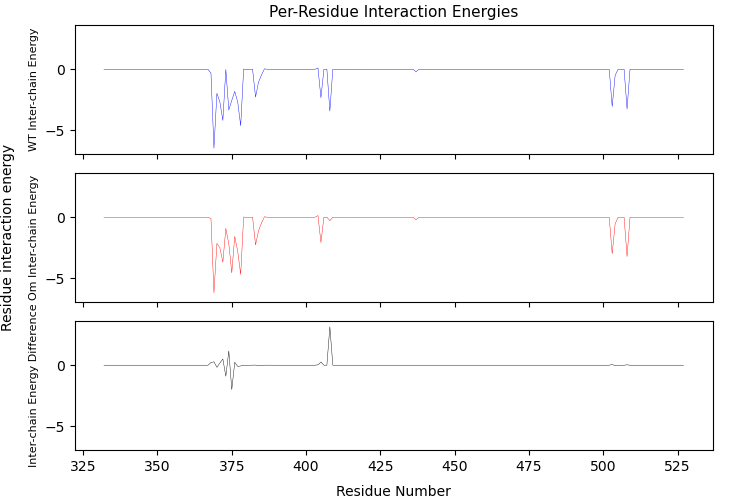 Per-Residue Interaction Energies
Residue interaction energy
WT Inter-chain Energy
0
−5
Om Inter-chain Energy
0
−5
Inter-chain Energy Difference
0
−5
325 350 375 400 425 450 475 500 525
Residue Number